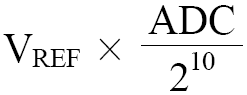 V_REF × ADC / 2^10